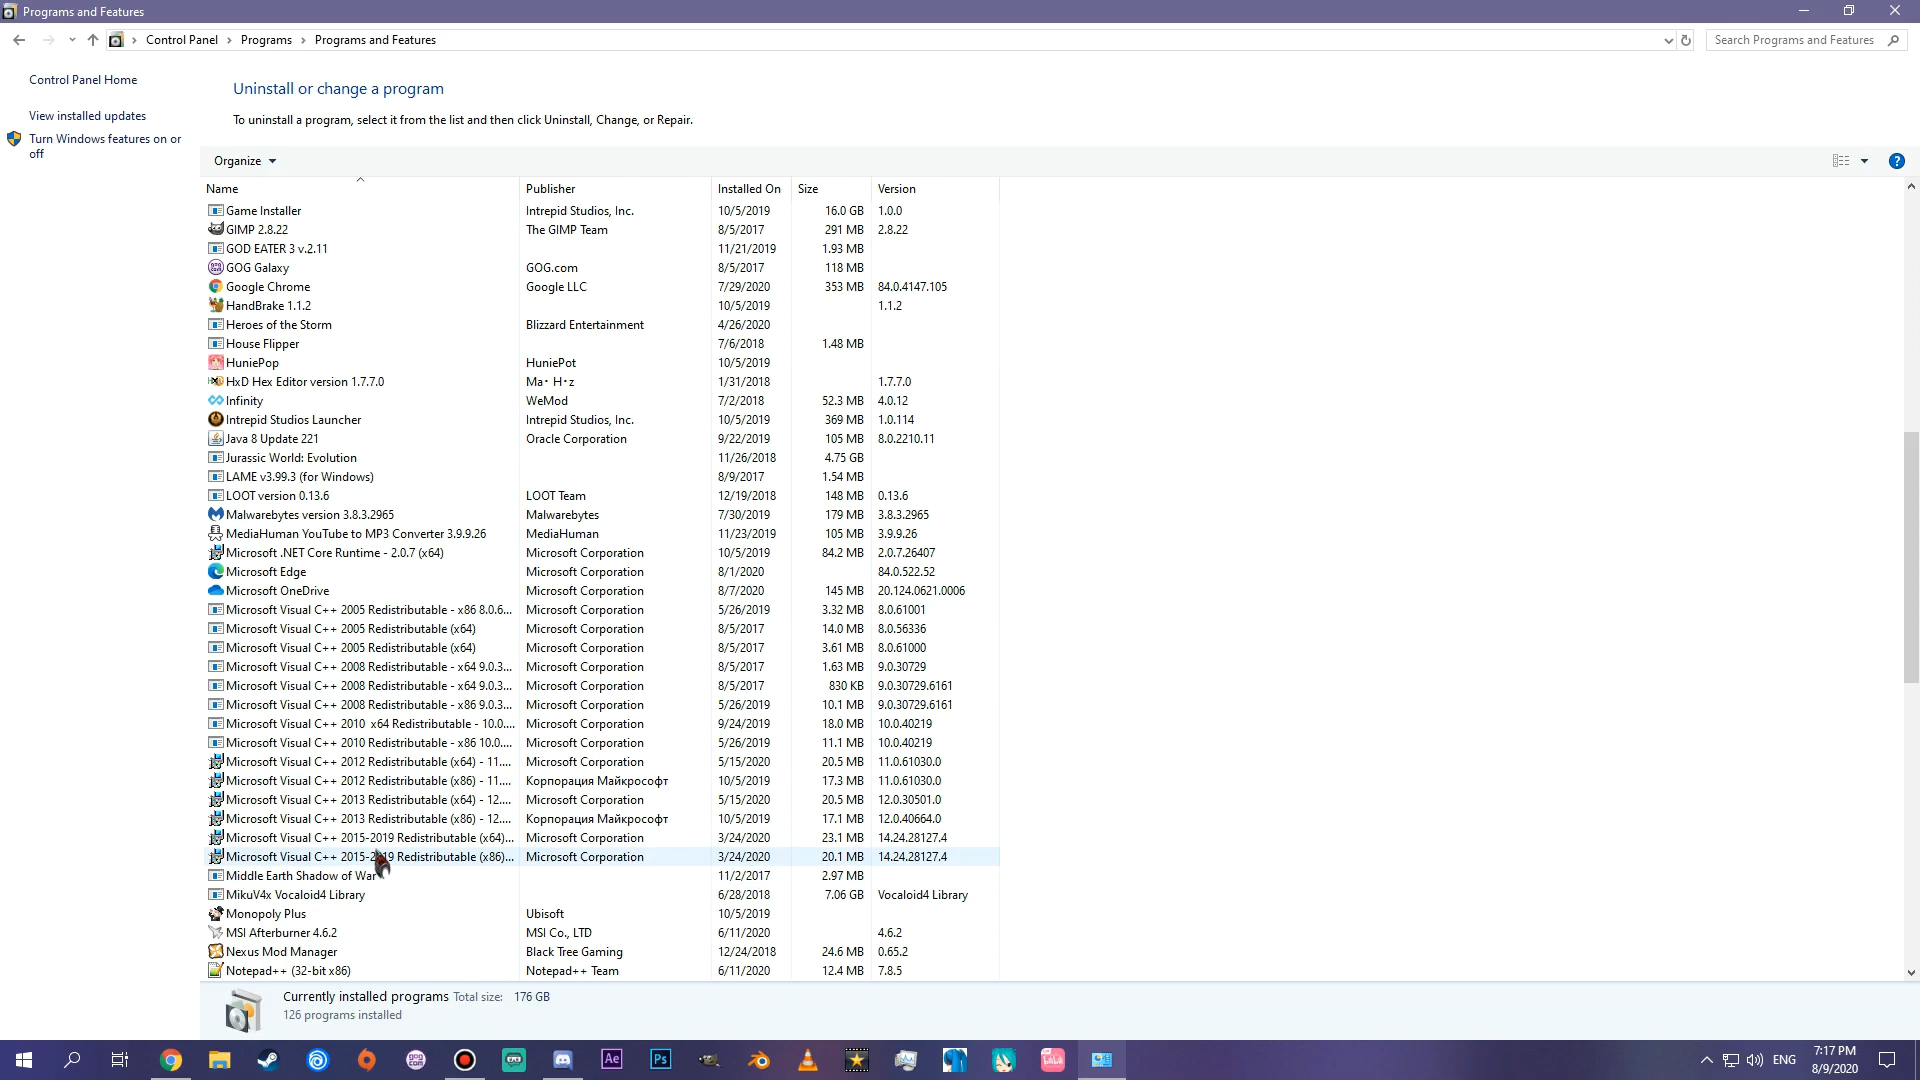 Programs and Features
Control Panel > Programs > Programs and Features
Search Programs and Features
Control Panel Home
View installed updates
Turn Windows features on or
off
Uninstall or change a program
To uninstall a program, select it from the list and then click Uninstall, Change, or Repair.
Organize
Name Publisher Installed On Size Version
Game Installer Intrepid Studios, Inc. 10/5/2019 16.0 GB 1.0.0
GIMP 2.8.22 The GIMP Team 8/5/2017 291 MB 2.8.22
GOD EATER 3 v.2.11 11/21/2019 1.93 MB
GOG Galaxy GOG.com 8/5/2017 118 MB
Google Chrome Google LLC 7/29/2020 353 MB 84.0.4147.105
HandBrake 1.1.2 10/5/2019 1.1.2
Heroes of the Storm Blizzard Entertainment 4/26/2020
House Flipper 7/6/2018 1.48 MB
HuniePop HuniePot 10/5/2019
HxD Hex Editor version 1.7.7.0 Ma· H·z 1/31/2018 1.7.7.0
Infinity WeMod 7/2/2018 52.3 MB 4.0.12
Intrepid Studios Launcher Intrepid Studios, Inc. 10/5/2019 369 MB 1.0.114
Java 8 Update 221 Oracle Corporation 9/22/2019 105 MB 8.0.2210.11
Jurassic World: Evolution 11/26/2018 4.75 GB
LAME v3.99.3 (for Windows) 8/9/2017 1.54 MB
LOOT version 0.13.6 LOOT Team 12/19/2018 148 MB 0.13.6
Malwarebytes version 3.8.3.2965 Malwarebytes 7/30/2019 179 MB 3.8.3.2965
MediaHuman YouTube to MP3 Converter 3.9.9.26 MediaHuman 11/23/2019 105 MB 3.9.9.26
Microsoft .NET Core Runtime - 2.0.7 (x64) Microsoft Corporation 10/5/2019 84.2 MB 2.0.7.26407
Microsoft Edge Microsoft Corporation 8/1/2020 84.0.522.52
Microsoft OneDrive Microsoft Corporation 8/7/2020 145 MB 20.124.0621.0006
Microsoft Visual C++ 2005 Redistributable - x86 8.0.6... Microsoft Corporation 5/26/2019 3.32 MB 8.0.61001
Microsoft Visual C++ 2005 Redistributable (x64) Microsoft Corporation 8/5/2017 14.0 MB 8.0.56336
Microsoft Visual C++ 2005 Redistributable (x64) Microsoft Corporation 8/5/2017 3.61 MB 8.0.61000
Microsoft Visual C++ 2008 Redistributable - x64 9.0.3... Microsoft Corporation 8/5/2017 1.63 MB 9.0.30729
Microsoft Visual C++ 2008 Redistributable - x64 9.0.3... Microsoft Corporation 8/5/2017 830 KB 9.0.30729.6161
Microsoft Visual C++ 2008 Redistributable - x86 9.0.3... Microsoft Corporation 5/26/2019 10.1 MB 9.0.30729.6161
Microsoft Visual C++ 2010 x64 Redistributable - 10.0.... Microsoft Corporation 9/24/2019 18.0 MB 10.0.40219
Microsoft Visual C++ 2010 Redistributable - x86 10.0.... Microsoft Corporation 5/26/2019 11.1 MB 10.0.40219
Microsoft Visual C++ 2012 Redistributable (x64) - 11.... Microsoft Corporation 5/15/2020 20.5 MB 11.0.61030.0
Microsoft Visual C++ 2012 Redistributable (x86) - 11.... Корпорация Майкрософт 10/5/2019 17.3 MB 11.0.61030.0
Microsoft Visual C++ 2013 Redistributable (x64) - 12.... Microsoft Corporation 5/15/2020 20.5 MB 12.0.30501.0
Microsoft Visual C++ 2013 Redistributable (x86) - 12.... Корпорация Майкрософт 10/5/2019 17.1 MB 12.0.40664.0
Microsoft Visual C++ 2015-2019 Redistributable (x64)... Microsoft Corporation 3/24/2020 23.1 MB 14.24.28127.4
Microsoft Visual C++ 2015-2019 Redistributable (x86)... Microsoft Corporation 3/24/2020 20.1 MB 14.24.28127.4
Middle Earth Shadow of War 11/2/2017 2.97 MB
MikuV4x Vocaloid4 Library 6/28/2018 7.06 GB Vocaloid4 Library
Monopoly Plus Ubisoft 10/5/2019
MSI Afterburner 4.6.2 MSI Co., LTD 6/11/2020 4.6.2
Nexus Mod Manager Black Tree Gaming 12/24/2018 24.6 MB 0.65.2
Notepad++ (32-bit x86) Notepad++ Team 6/11/2020 12.4 MB 7.8.5
Currently installed programs Total size: 176 GB
126 programs installed
Ae
Ps
ENG
7:17 PM
8/9/2020